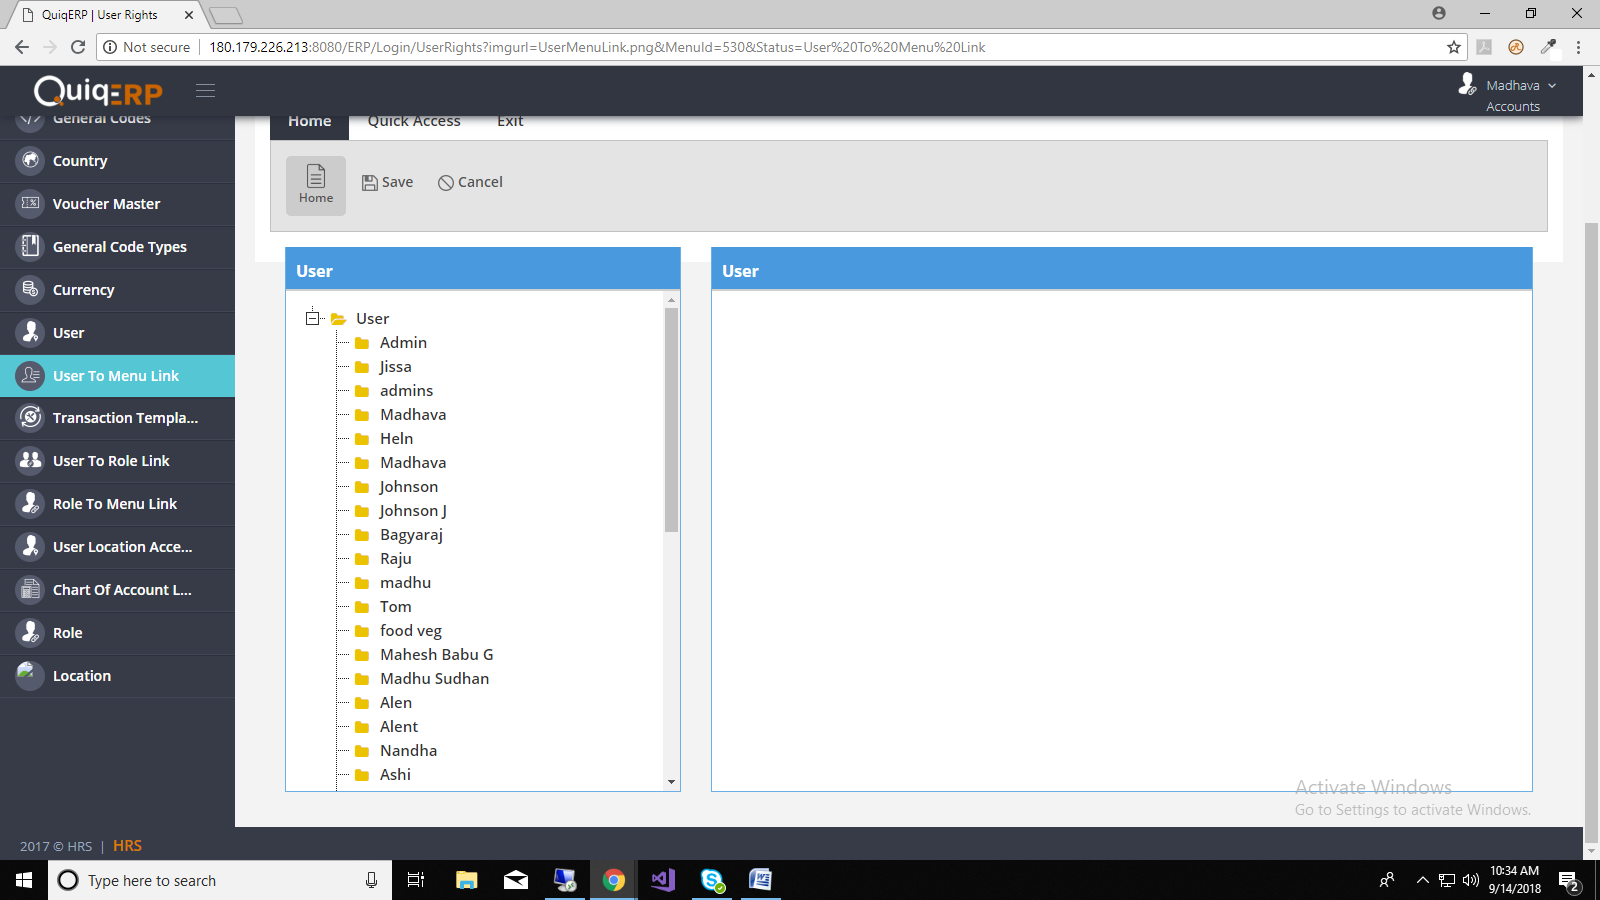 QuiqERP | User Rights
Not secure | 180.179.226.213:8080/ERP/Login/UserRights?imgurl=UserMenuLink.png&MenuId=530&Status=User%20To%20Menu%20Link
QuiqERP
Madhava
Accounts
General Codes
Country
Voucher Master
General Code Types
Currency
User
User To Menu Link
Transaction Templa...
User To Role Link
Role To Menu Link
User Location Acce...
Chart Of Account L...
Role
Location
Home Quick Access Exit
Home
Save Cancel
User
User
Admin
Jissa
admins
Madhava
Heln
Madhava
Johnson
Johnson J
Bagyaraj
Raju
madhu
Tom
food veg
Mahesh Babu G
Madhu Sudhan
Alen
Alent
Nandha
Ashi
User
Activate Windows
Go to Settings to activate Windows.
2017 © HRS | HRS
Type here to search
10:34 AM
9/14/2018
2